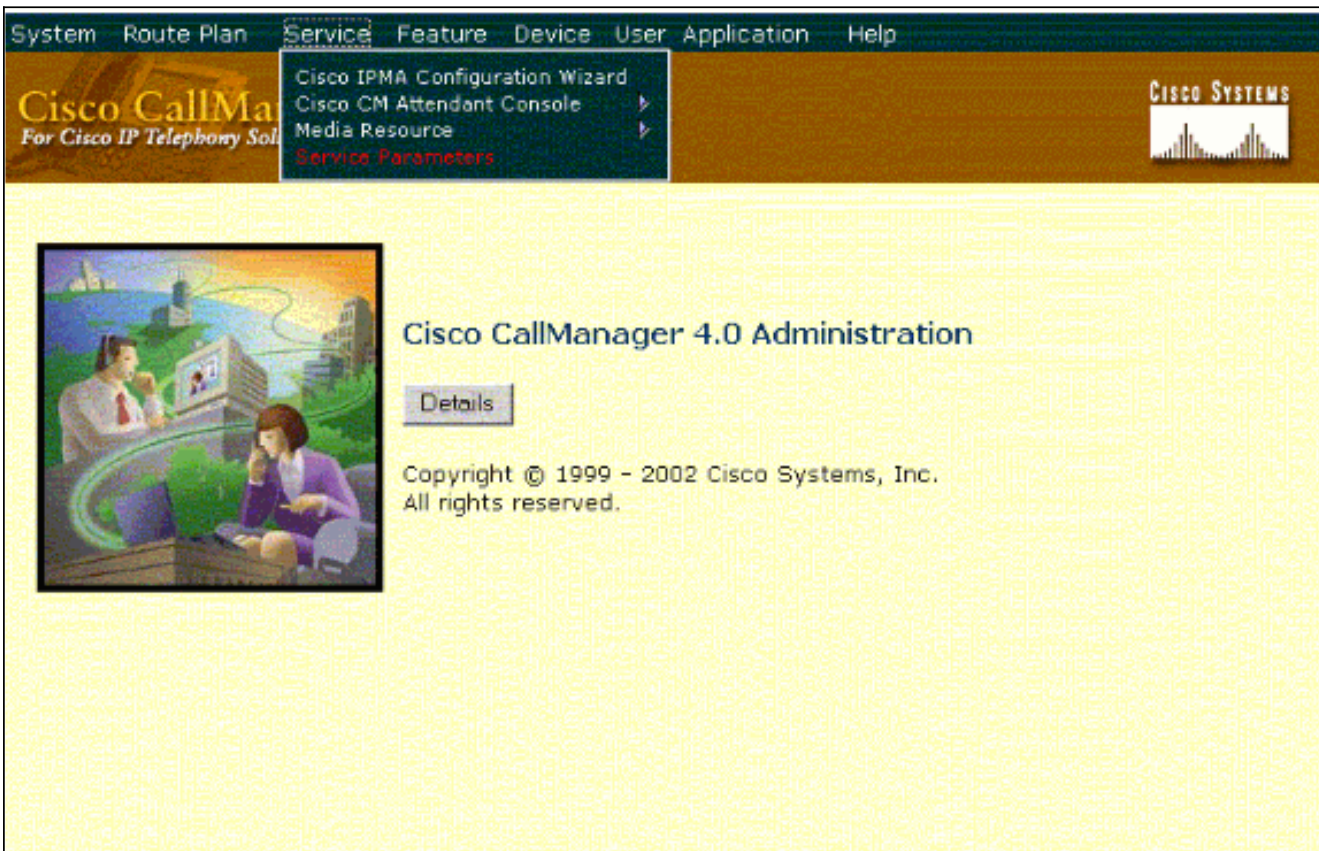 System Route Plan Service Feature Device User Application Help
Cisco IPMA Configuration Wizard
Cisco CM Attendant Console
Media Resource
Service Parameters
Cisco CallMa
For Cisco IP Telephony Sol
CISCO SYSTEMS
Cisco CallManager 4.0 Administration
Details
Copyright © 1999 - 2002 Cisco Systems, Inc.
All rights reserved.